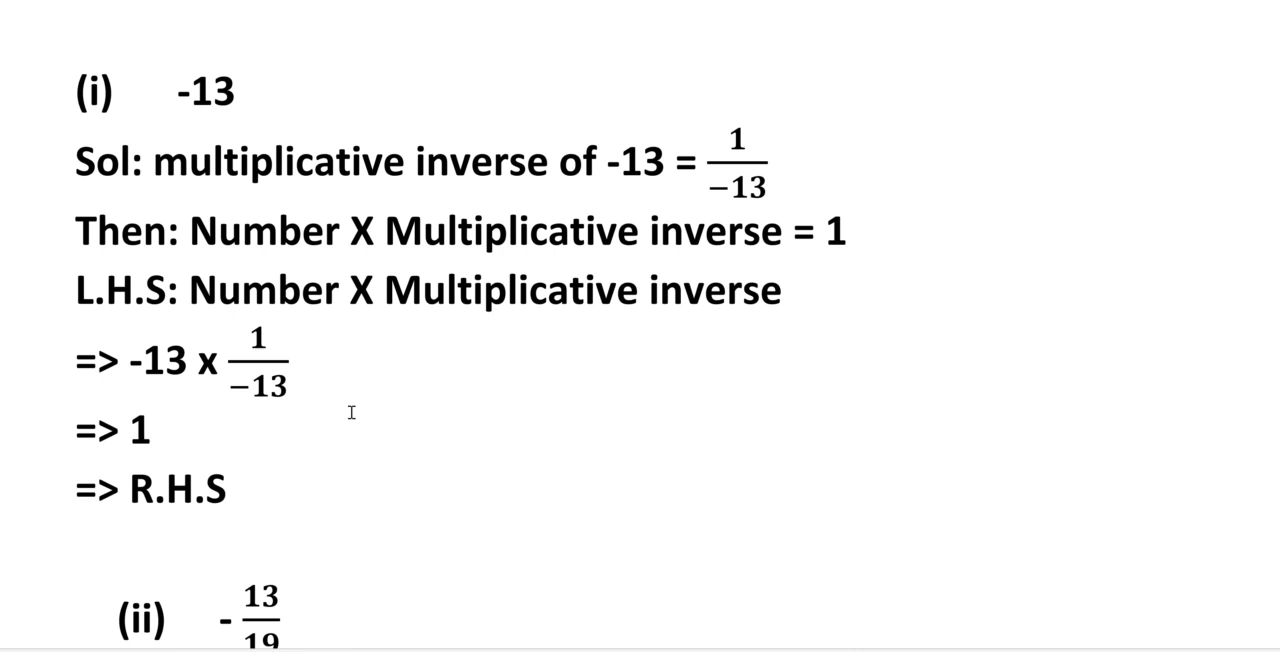 (i) -13
Sol: multiplicative inverse of -13 = 1/−13
Then: Number X Multiplicative inverse = 1
L.H.S: Number X Multiplicative inverse
=> -13 x 1/−13
=> 1
=> R.H.S
(ii) - 13/19